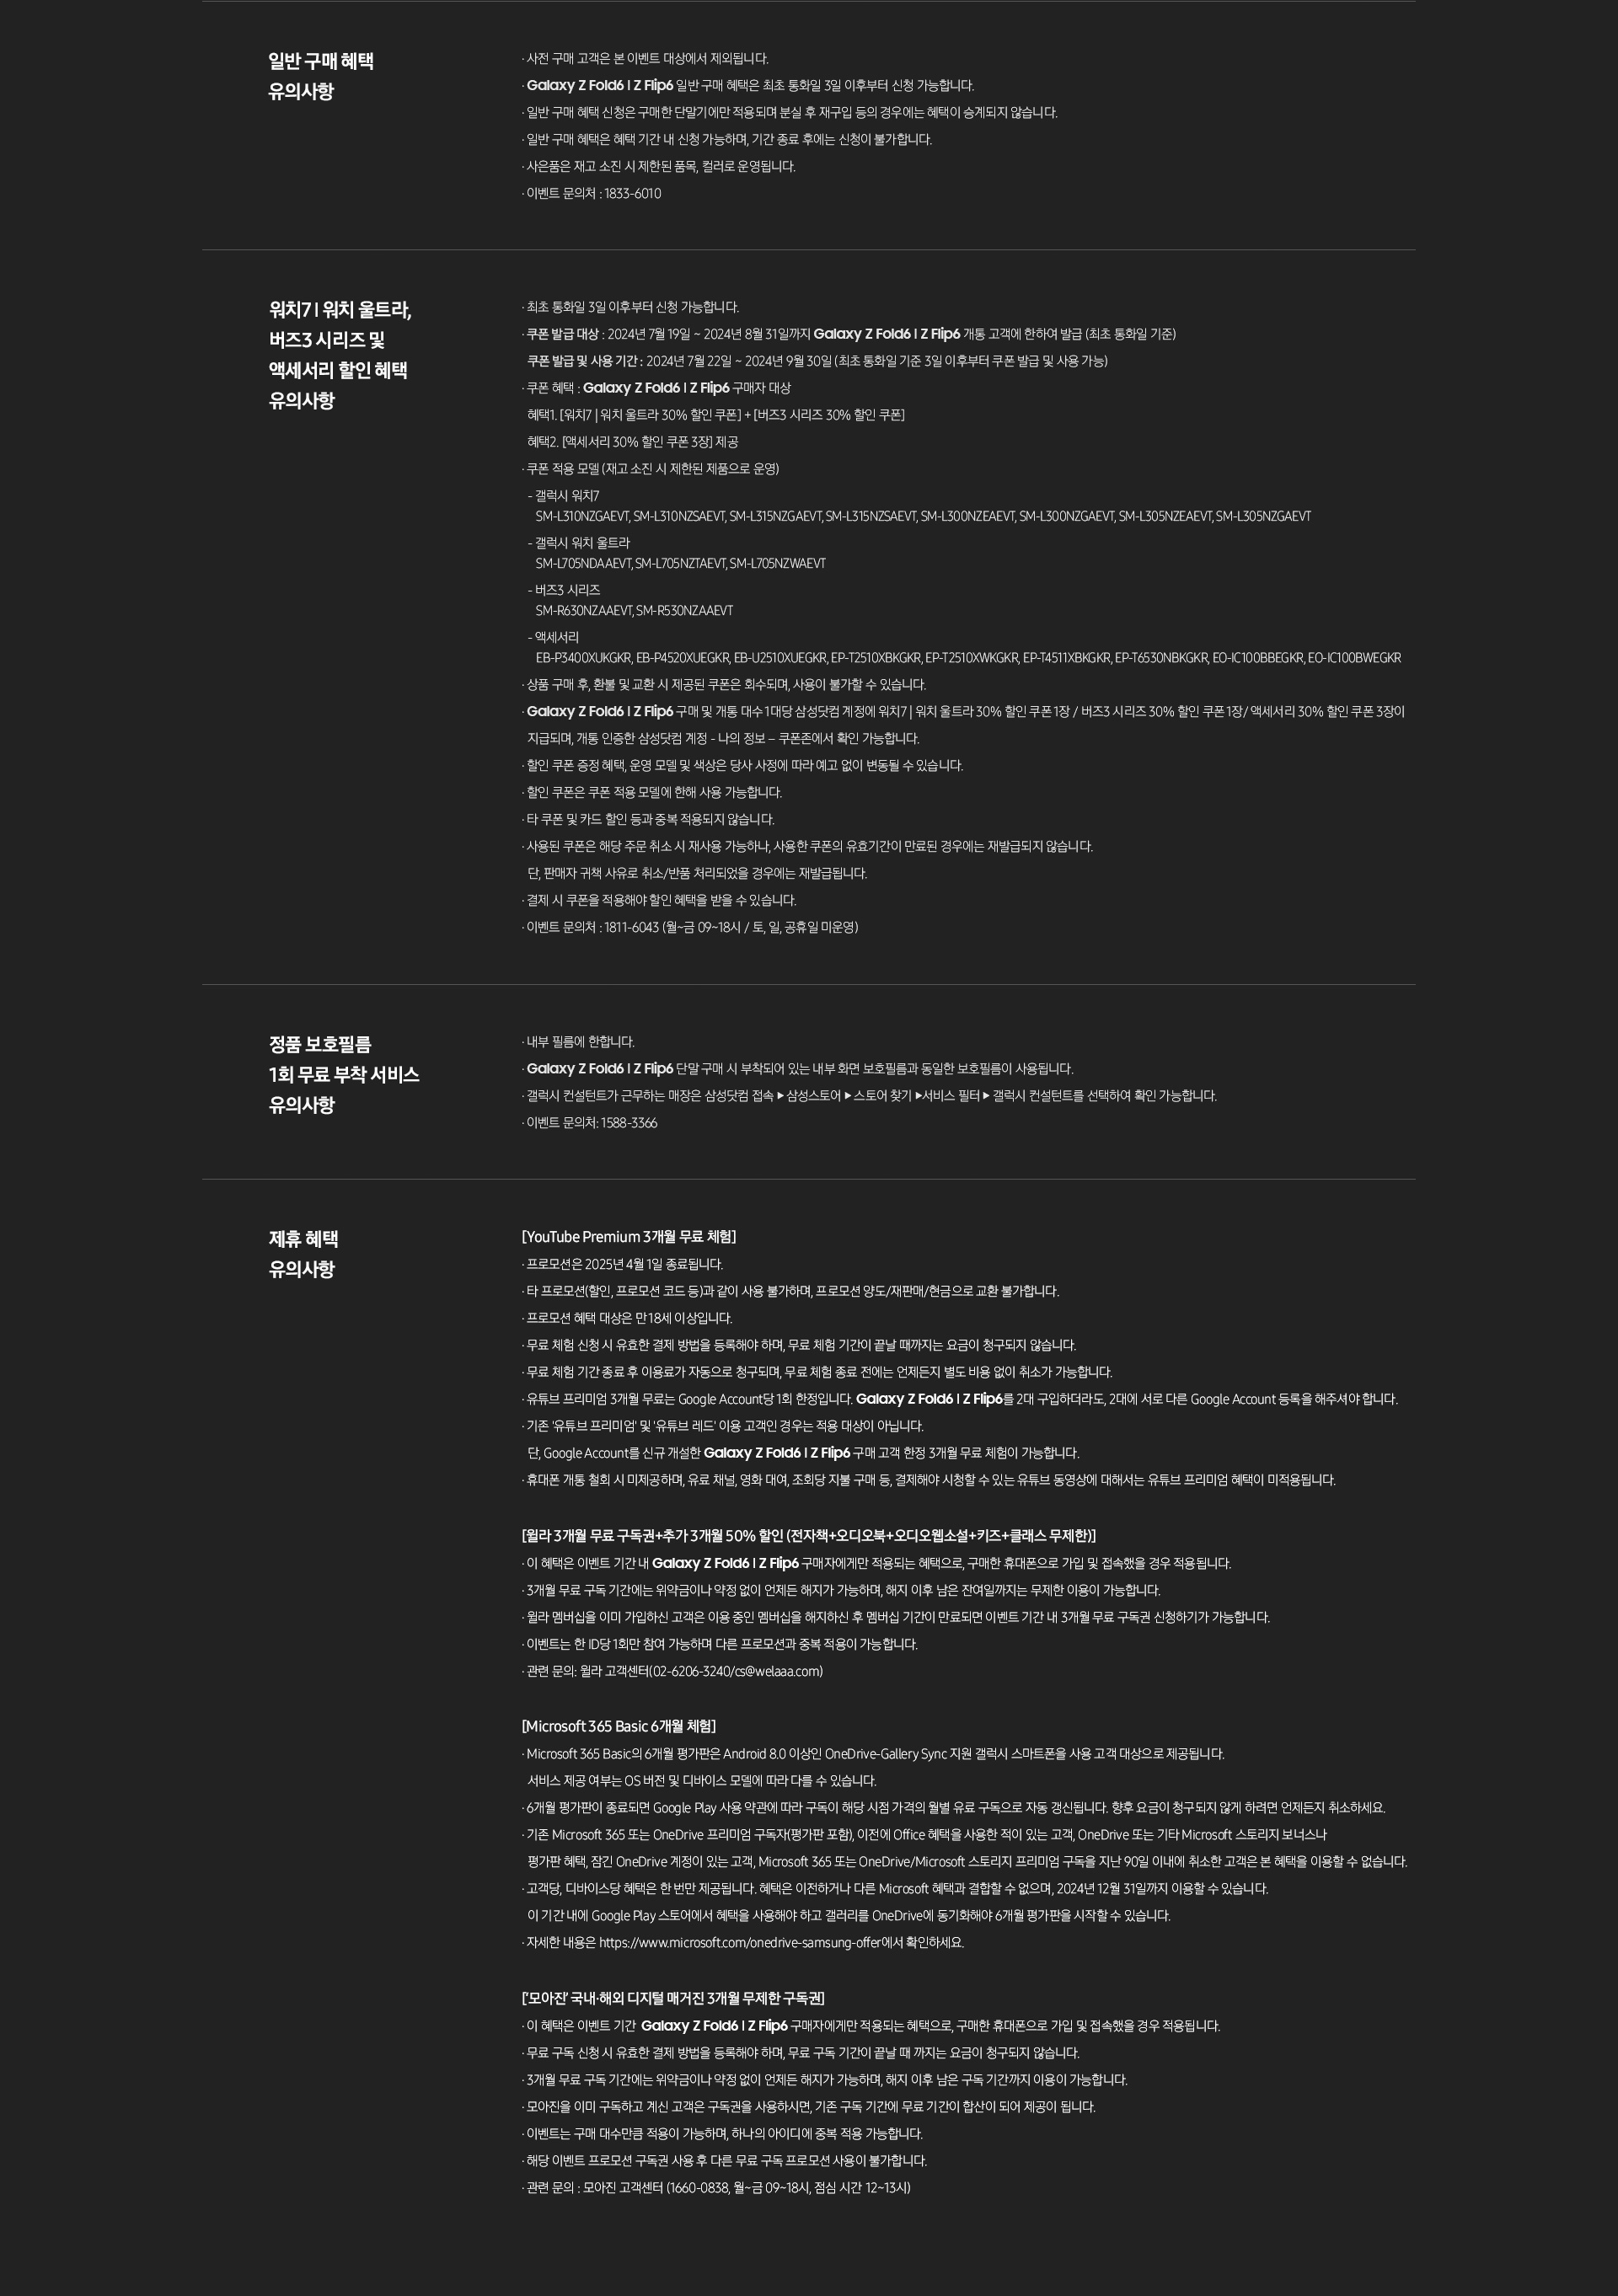 일반 구매 혜택
유의사항
· 사전 구매 고객은 본 이벤트 대상에서 제외됩니다.
· Galaxy Z Fold6 | Z Flip6 일반 구매 혜택은 최초 통화일 3일 이후부터 신청 가능합니다.
· 일반 구매 혜택 신청은 구매한 단말기에만 적용되며 분실 후 재구입 등의 경우에는 혜택이 승계되지 않습니다.
· 일반 구매 혜택은 혜택 기간 내 신청 가능하며, 기간 종료 후에는 신청이 불가합니다.
· 사은품은 재고 소진 시 제한된 품목, 컬러로 운영됩니다.
· 이벤트 문의처 : 1833-6010
워치7 | 워치 울트라,
버즈3 시리즈 및
액세서리 할인 혜택
유의사항
· 최초 통화일 3일 이후부터 신청 가능합니다.
· 쿠폰 발급 대상 : 2024년 7월 19일 ~ 2024년 8월 31일까지 Galaxy Z Fold6 | Z Flip6 개통 고객에 한하여 발급 (최초 통화일 기준)
쿠폰 발급 및 사용 기간 : 2024년 7월 22일 ~ 2024년 9월 30일 (최초 통화일 기준 3일 이후부터 쿠폰 발급 및 사용 가능)
· 쿠폰 혜택 : Galaxy Z Fold6 | Z Flip6 구매자 대상
혜택1. [워치7 | 워치 울트라 30% 할인 쿠폰] + [버즈3 시리즈 30% 할인 쿠폰]
혜택2. [액세서리 30% 할인 쿠폰 3장] 제공
· 쿠폰 적용 모델 (재고 소진 시 제한된 제품으로 운영)
- 갤럭시 워치7
SM-L310NZGAEVT, SM-L310NZSAEVT, SM-L315NZGAEVT, SM-L315NZSAEVT, SM-L300NZEAEVT, SM-L300NZGAEVT, SM-L305NZEAEVT, SM-L305NZGAEVT
- 갤럭시 워치 울트라
SM-L705NDAAEVT, SM-L705NZTAEVT, SM-L705NZWAEVT
- 버즈3 시리즈
SM-R630NZAAEVT, SM-R530NZAAEVT
- 액세서리
EB-P3400XUKGKR, EB-P4520XUEGKR, EB-U2510XUEGKR, EP-T2510XBKGKR, EP-T2510XWKGKR, EP-T4511XBKGKR, EP-T6530NBKGKR, EO-IC100BBEGKR, EO-IC100BWEGKR
· 상품 구매 후, 환불 및 교환 시 제공된 쿠폰은 회수되며, 사용이 불가할 수 있습니다.
· Galaxy Z Fold6 | Z Flip6 구매 및 개통 대수 1대당 삼성닷컴 계정에 워치7 | 워치 울트라 30% 할인 쿠폰 1장 / 버즈3 시리즈 30% 할인 쿠폰 1장/ 액세서리 30% 할인 쿠폰 3장이
지급되며, 개통 인증한 삼성닷컴 계정 - 나의 정보 – 쿠폰존에서 확인 가능합니다.
· 할인 쿠폰 증정 혜택, 운영 모델 및 색상은 당사 사정에 따라 예고 없이 변동될 수 있습니다.
· 할인 쿠폰은 쿠폰 적용 모델에 한해 사용 가능합니다.
· 타 쿠폰 및 카드 할인 등과 중복 적용되지 않습니다.
· 사용된 쿠폰은 해당 주문 취소 시 재사용 가능하나, 사용한 쿠폰의 유효기간이 만료된 경우에는 재발급되지 않습니다.
단, 판매자 귀책 사유로 취소/반품 처리되었을 경우에는 재발급됩니다.
· 결제 시 쿠폰을 적용해야 할인 혜택을 받을 수 있습니다.
· 이벤트 문의처 : 1811-6043 (월~금 09~18시 / 토, 일, 공휴일 미운영)
정품 보호필름
1회 무료 부착 서비스
유의사항
· 내부 필름에 한합니다.
· Galaxy Z Fold6 | Z Flip6 단말 구매 시 부착되어 있는 내부 화면 보호필름과 동일한 보호필름이 사용됩니다.
· 갤럭시 컨설턴트가 근무하는 매장은 삼성닷컴 접속 ▶ 삼성스토어 ▶ 스토어 찾기 ▶서비스 필터 ▶ 갤럭시 컨설턴트를 선택하여 확인 가능합니다.
· 이벤트 문의처: 1588-3366
제휴 혜택
유의사항
[YouTube Premium 3개월 무료 체험]
· 프로모션은 2025년 4월 1일 종료됩니다.
· 타 프로모션(할인, 프로모션 코드 등)과 같이 사용 불가하며, 프로모션 양도/재판매/현금으로 교환 불가합니다.
· 프로모션 혜택 대상은 만 18세 이상입니다.
· 무료 체험 신청 시 유효한 결제 방법을 등록해야 하며, 무료 체험 기간이 끝날 때까지는 요금이 청구되지 않습니다.
· 무료 체험 기간 종료 후 이용료가 자동으로 청구되며, 무료 체험 종료 전에는 언제든지 별도 비용 없이 취소가 가능합니다.
· 유튜브 프리미엄 3개월 무료는 Google Account당 1회 한정입니다. Galaxy Z Fold6 | Z Flip6를 2대 구입하더라도, 2대에 서로 다른 Google Account 등록을 해주셔야 합니다.
· 기존 '유튜브 프리미엄' 및 '유튜브 레드' 이용 고객인 경우는 적용 대상이 아닙니다.
단, Google Account를 신규 개설한 Galaxy Z Fold6 | Z Flip6 구매 고객 한정 3개월 무료 체험이 가능합니다.
· 휴대폰 개통 철회 시 미제공하며, 유료 채널, 영화 대여, 조회당 지불 구매 등, 결제해야 시청할 수 있는 유튜브 동영상에 대해서는 유튜브 프리미엄 혜택이 미적용됩니다.
[윌라 3개월 무료 구독권+추가 3개월 50% 할인 (전자책+오디오북+오디오웹소설+키즈+클래스 무제한)]
· 이 혜택은 이벤트 기간 내 Galaxy Z Fold6 | Z Flip6 구매자에게만 적용되는 혜택으로, 구매한 휴대폰으로 가입 및 접속했을 경우 적용됩니다.
· 3개월 무료 구독 기간에는 위약금이나 약정 없이 언제든 해지가 가능하며, 해지 이후 남은 잔여일까지는 무제한 이용이 가능합니다.
· 윌라 멤버십을 이미 가입하신 고객은 이용 중인 멤버십을 해지하신 후 멤버십 기간이 만료되면 이벤트 기간 내 3개월 무료 구독권 신청하기가 가능합니다.
· 이벤트는 한 ID당 1회만 참여 가능하며 다른 프로모션과 중복 적용이 가능합니다.
· 관련 문의: 윌라 고객센터(02-6206-3240/cs@welaaa.com)
[Microsoft 365 Basic 6개월 체험]
· Microsoft 365 Basic의 6개월 평가판은 Android 8.0 이상인 OneDrive-Gallery Sync 지원 갤럭시 스마트폰을 사용 고객 대상으로 제공됩니다.
서비스 제공 여부는 OS 버전 및 디바이스 모델에 따라 다를 수 있습니다.
· 6개월 평가판이 종료되면 Google Play 사용 약관에 따라 구독이 해당 시점 가격의 월별 유료 구독으로 자동 갱신됩니다. 향후 요금이 청구되지 않게 하려면 언제든지 취소하세요.
· 기존 Microsoft 365 또는 OneDrive 프리미엄 구독자(평가판 포함), 이전에 Office 혜택을 사용한 적이 있는 고객, OneDrive 또는 기타 Microsoft 스토리지 보너스나
평가판 혜택, 잠긴 OneDrive 계정이 있는 고객, Microsoft 365 또는 OneDrive/Microsoft 스토리지 프리미엄 구독을 지난 90일 이내에 취소한 고객은 본 혜택을 이용할 수 없습니다.
· 고객당, 디바이스당 혜택은 한 번만 제공됩니다. 혜택은 이전하거나 다른 Microsoft 혜택과 결합할 수 없으며, 2024년 12월 31일까지 이용할 수 있습니다.
이 기간 내에 Google Play 스토어에서 혜택을 사용해야 하고 갤러리를 OneDrive에 동기화해야 6개월 평가판을 시작할 수 있습니다.
· 자세한 내용은 https://www.microsoft.com/onedrive-samsung-offer에서 확인하세요.
['모아진' 국내·해외 디지털 매거진 3개월 무제한 구독권]
· 이 혜택은 이벤트 기간 Galaxy Z Fold6 | Z Flip6 구매자에게만 적용되는 혜택으로, 구매한 휴대폰으로 가입 및 접속했을 경우 적용됩니다.
· 무료 구독 신청 시 유효한 결제 방법을 등록해야 하며, 무료 구독 기간이 끝날 때 까지는 요금이 청구되지 않습니다.
· 3개월 무료 구독 기간에는 위약금이나 약정 없이 언제든 해지가 가능하며, 해지 이후 남은 구독 기간까지 이용이 가능합니다.
· 모아진을 이미 구독하고 계신 고객은 구독권을 사용하시면, 기존 구독 기간에 무료 기간이 합산이 되어 제공이 됩니다.
· 이벤트는 구매 대수만큼 적용이 가능하며, 하나의 아이디에 중복 적용 가능합니다.
· 해당 이벤트 프로모션 구독권 사용 후 다른 무료 구독 프로모션 사용이 불가합니다.
· 관련 문의 : 모아진 고객센터 (1660-0838, 월~금 09~18시, 점심 시간 12~13시)